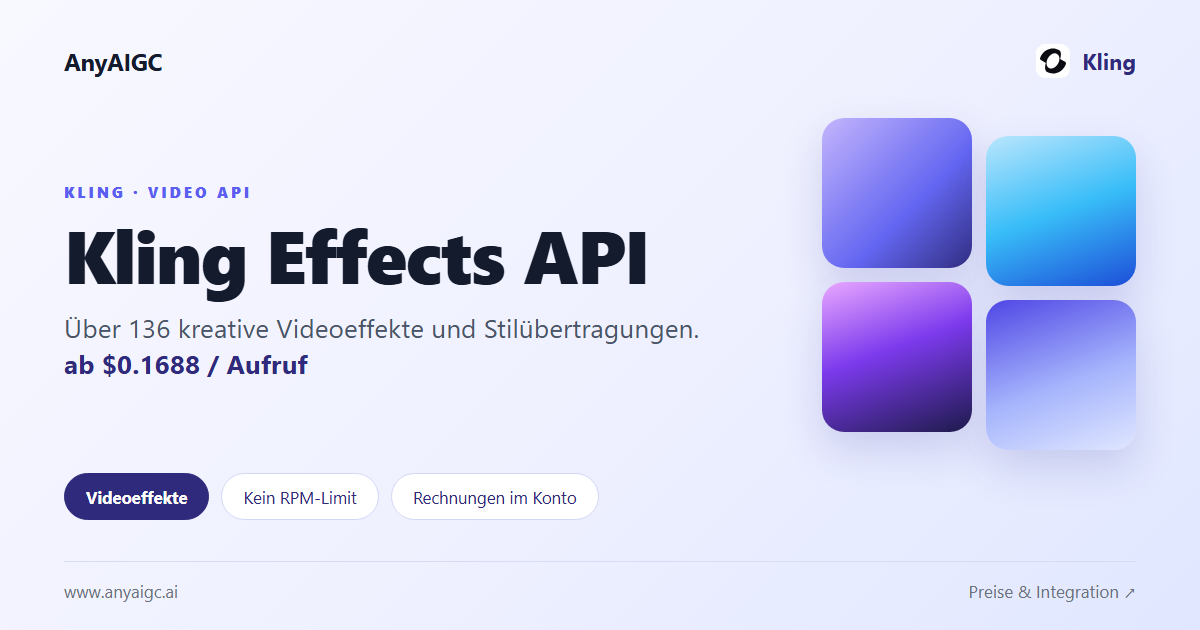 AnyAIGC
Kling
KLING · VIDEO API
Kling Effects API
Über 136 kreative Videoeffekte und Stilübertragungen.
ab $0.1688 / Aufruf
Videoeffekte
Kein RPM-Limit
Rechnungen im Konto
www.anyaigc.ai
Preise & Integration ↗